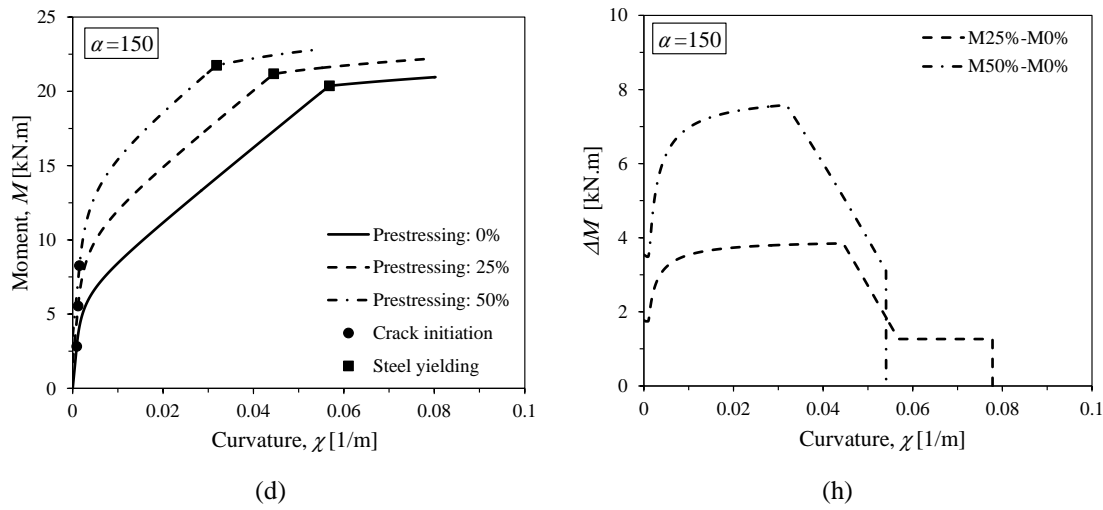 α=150
25
20
15
10
5
0
Moment, M [kN.m]
Prestressing: 0%
Prestressing: 25%
Prestressing: 50%
Crack initiation
Steel yielding
0 0.02 0.04 0.06 0.08 0.1
Curvature, χ [1/m]
(d)
α=150
10
8
6
4
2
0
ΔM [kN.m]
M25%-M0%
M50%-M0%
0 0.02 0.04 0.06 0.08 0.1
Curvature, χ [1/m]
(h)